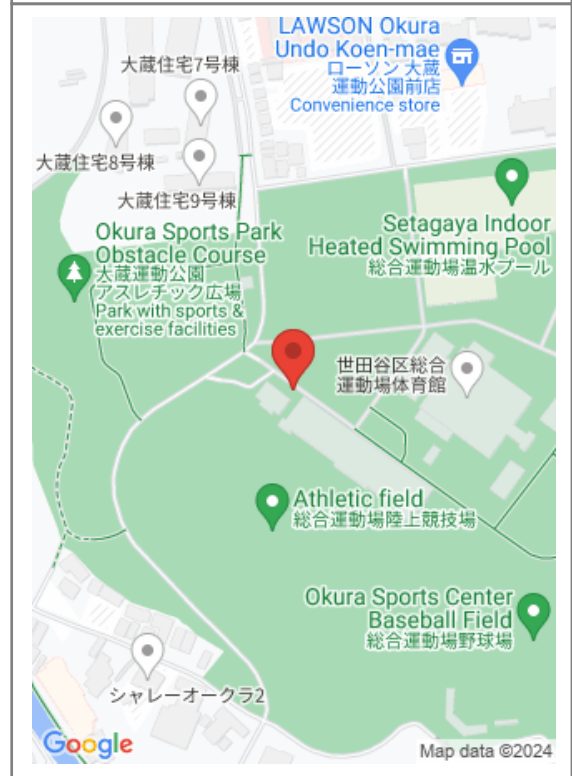 LAWSON Okura
Undo Koen-mae
ローソン 大蔵
運動公園前店
Convenience store
大蔵住宅7号棟
大蔵住宅8号棟
大蔵住宅9号棟
Setagaya Indoor
Heated Swimming Pool
総合運動場温水プール
Okura Sports Park
Obstacle Course
大蔵運動公園
アスレチック広場
Park with sports &
exercise facilities
世田谷区総合
運動場体育館
Athletic field
総合運動場陸上競技場
Okura Sports Center
Baseball Field
総合運動場野球場
シャレーオークラ2
Google
Map data ©2024